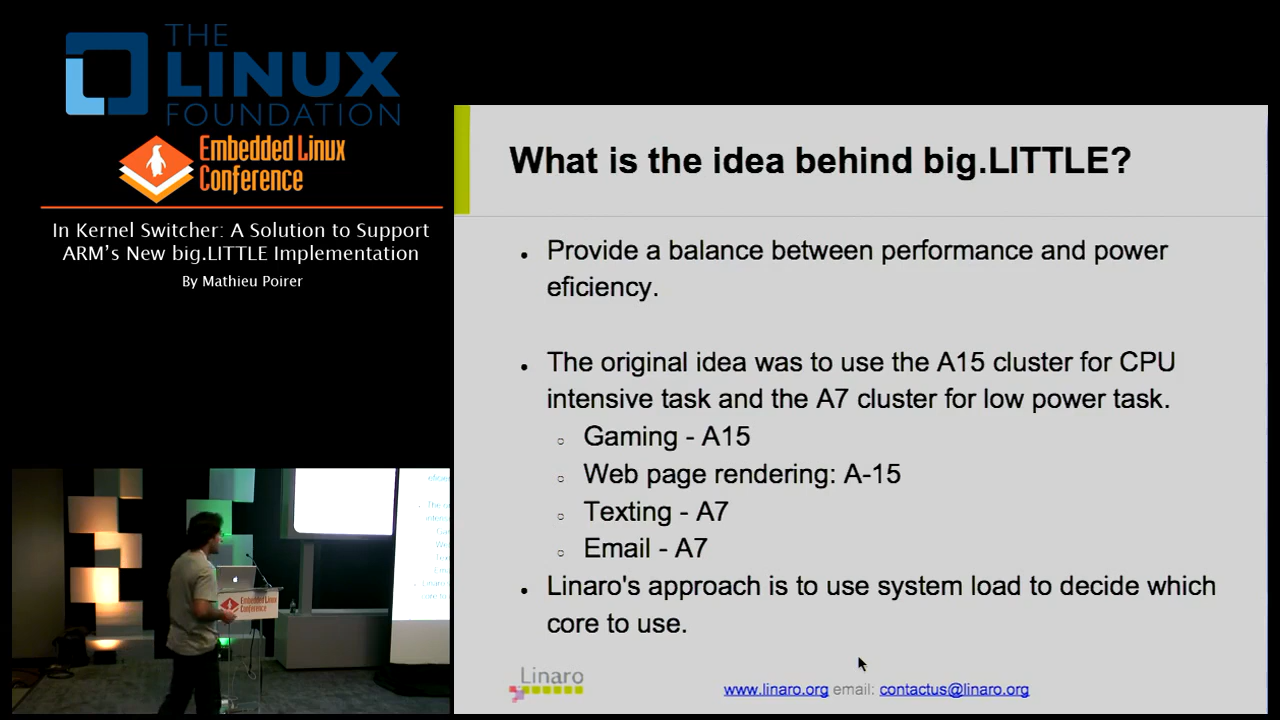 THE
LINUX
FOUNDATION
Embedded Linux
Conference
In Kernel Switcher: A Solution to Support
ARM's New big.LITTLE Implementation
By Mathieu Poirer
What is the idea behind big.LITTLE?
Provide a balance between performance and power
eficiency.
The original idea was to use the A15 cluster for CPU
intensive task and the A7 cluster for low power task.
Gaming - A15
Web page rendering: A-15
Texting - A7
Email - A7
Linaro's approach is to use system load to decide which
core to use.
Linaro
www.linaro.org email: contactus@linaro.org
Embedded Linux
Conference